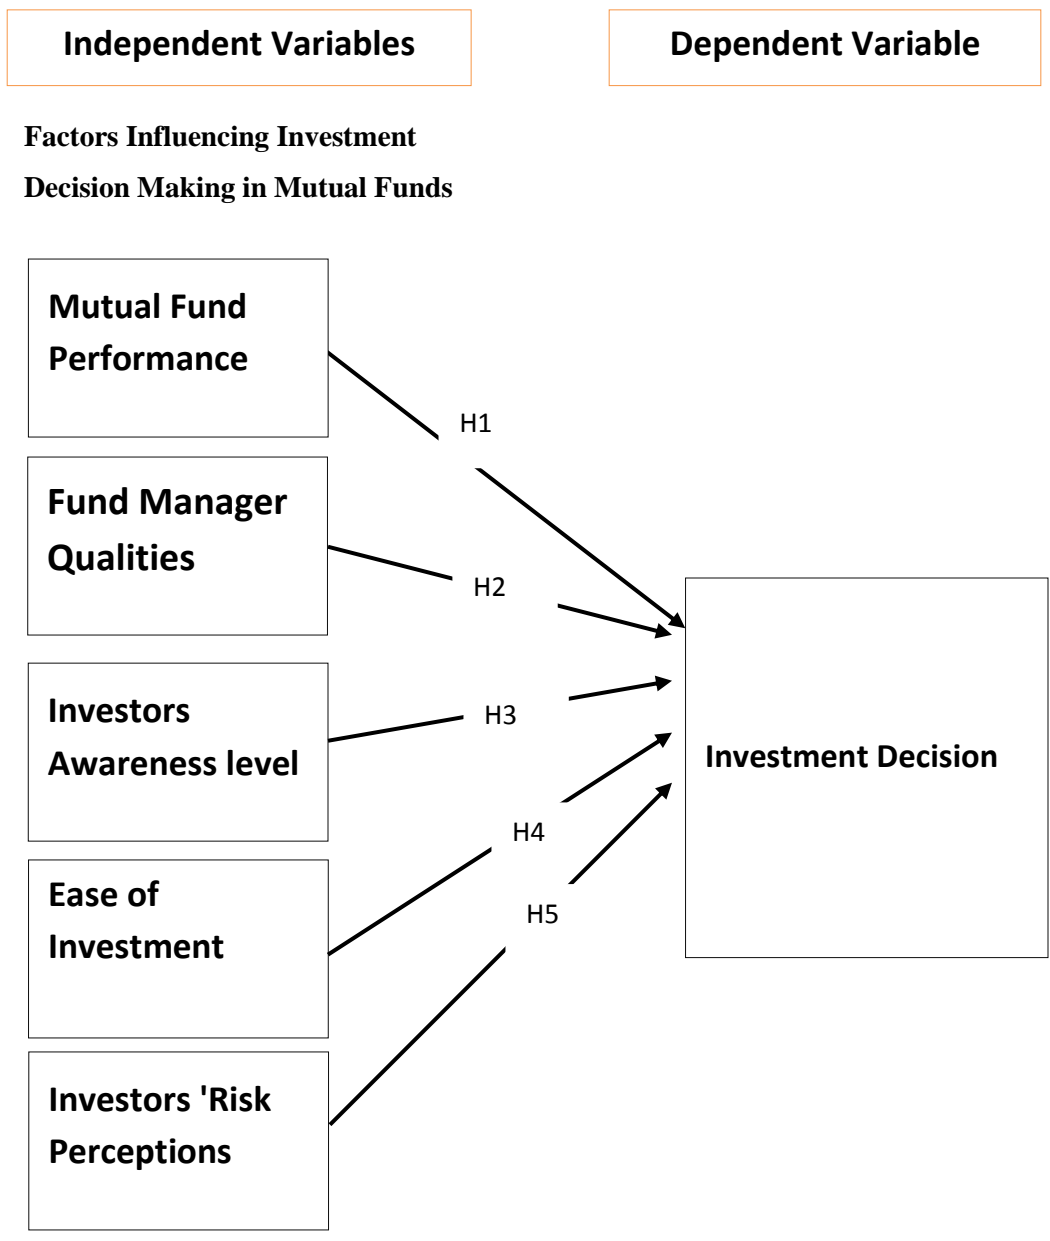 Independent Variables
Dependent Variable
Factors Influencing Investment
Decision Making in Mutual Funds
Mutual Fund
Performance
H1
Fund Manager
Qualities
H2
Investors
Awareness level
H3
Investment Decision
Ease of
Investment
H4
H5
Investors 'Risk
Perceptions